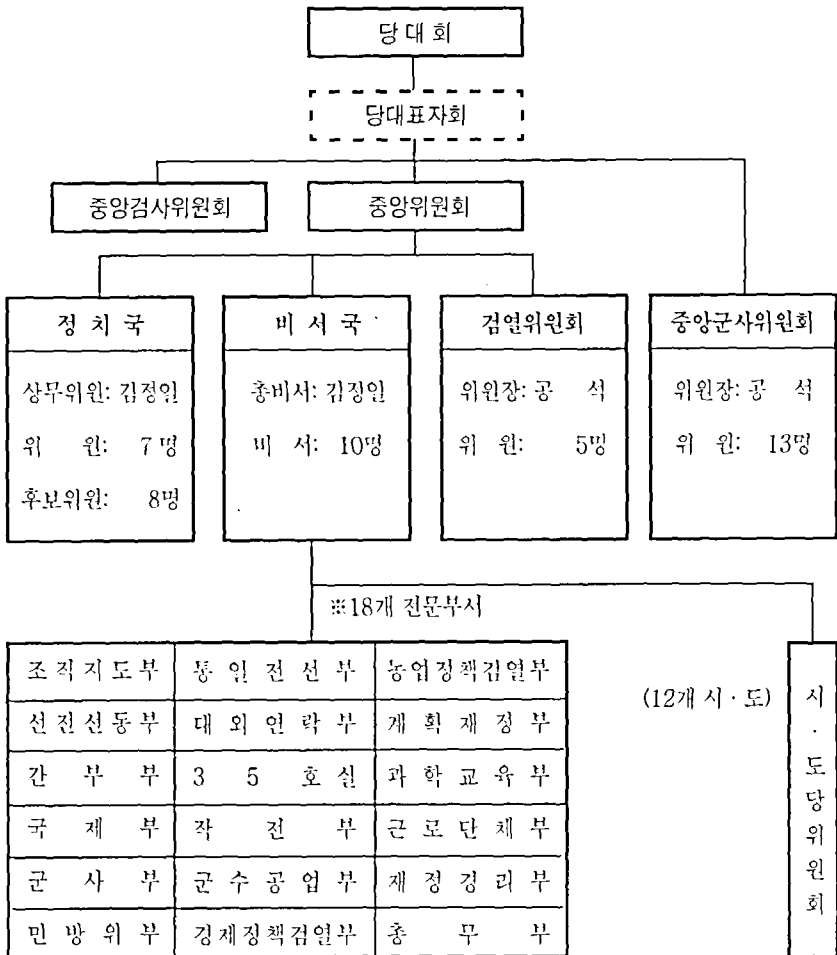 당 대 회
당대표자회
중앙검사위원회
중앙위원회
정 치 국
상무위원: 김정일
위 원: 7명
후보위원: 8명
비 서 국
총비서: 김정일
비 서: 10명
검열위원회
위원장: 공 석
위 원: 5명
중앙군사위원회
위원장: 공 석
위 원: 13명
※18개 전문부서
조 직 지 도 부 통 일 전 선 부 농업정책검열부
선 전 선 동 부 대 외 연 락 부 계 획 재 정 부
간 부 부 3 5 호 실 과 학 교 육 부
국 제 부 작 전 부 근 로 단 체 부
군 사 부 군 수 공 업 부 재 정 경 리 부
민 방 위 부 경제정책검열부 총 무 부
(12개 시 · 도)
시 · 도당위원회